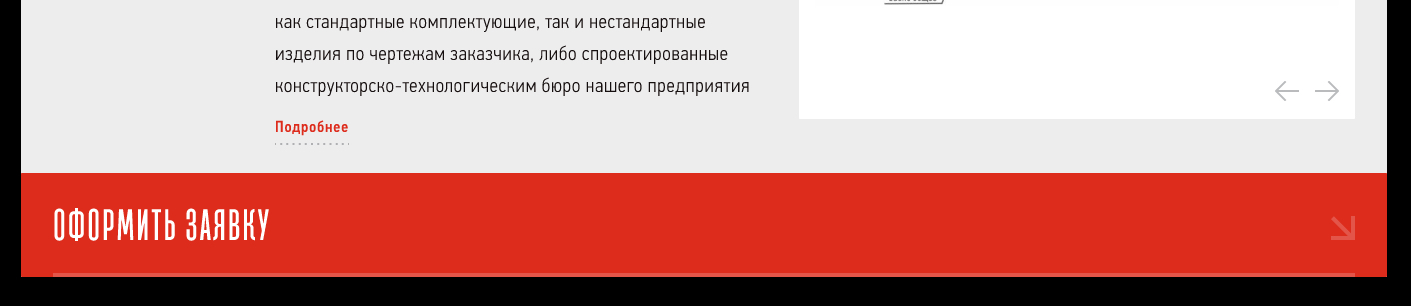 как стандартные комплектующие, так и нестандартные
изделия по чертежам заказчика, либо спроектированные
конструкторско-технологическим бюро нашего предприятия
Подробнее
ОФОРМИТЬ ЗАЯВКУ